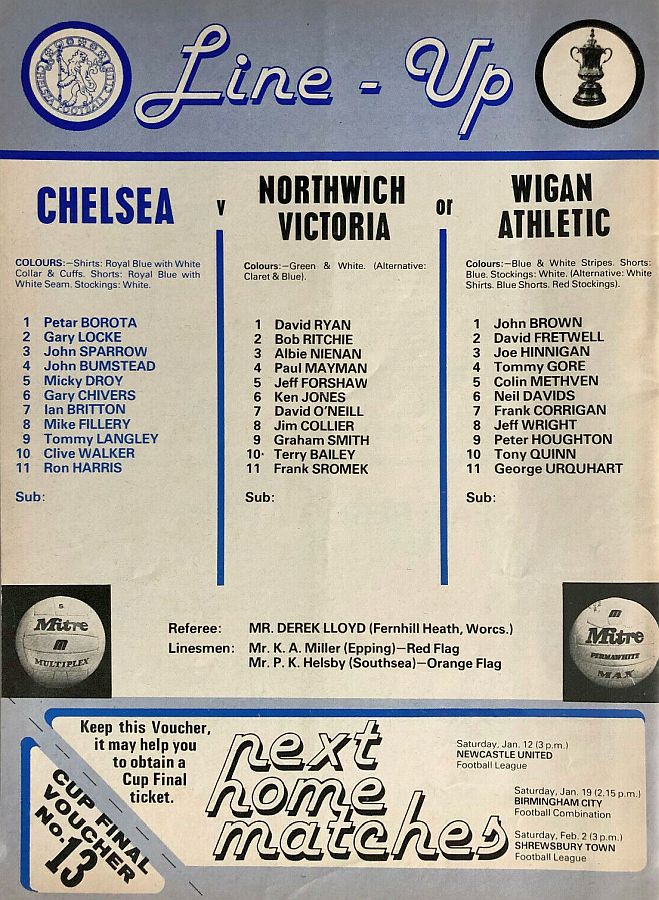 Line - Up
CHELSEA FOOTBALL CLUB
CHELSEA
v
NORTHWICH
VICTORIA
or
WIGAN
ATHLETIC
COLOURS:—Shirts: Royal Blue with White
Collar & Cuffs. Shorts: Royal Blue with
White Seam. Stockings: White.
1 Petar BOROTA
2 Gary LOCKE
3 John SPARROW
4 John BUMSTEAD
5 Micky DROY
6 Gary CHIVERS
7 Ian BRITTON
8 Mike FILLERY
9 Tommy LANGLEY
10 Clive WALKER
11 Ron HARRIS
Sub:
Colours:—Green & White. (Alternative:
Claret & Blue).
1 David RYAN
2 Bob RITCHIE
3 Albie NIENAN
4 Paul MAYMAN
5 Jeff FORSHAW
6 Ken JONES
7 David O'NEILL
8 Jim COLLIER
9 Graham SMITH
10· Terry BAILEY
11 Frank SROMEK
Sub:
Colours:—Blue & White Stripes. Shorts:
Blue. Stockings: White. (Alternative: White
Shirts. Blue Shorts. Red Stockings).
1 John BROWN
2 David FRETWELL
3 Joe HINNIGAN
4 Tommy GORE
5 Colin METHVEN
6 Neil DAVIDS
7 Frank CORRIGAN
8 Jeff WRIGHT
9 Peter HOUGHTON
10 Tony QUINN
11 George URQUHART
Sub:
5
Mitre
m
MULTIPLEX
Referee: MR. DEREK LLOYD (Fernhill Heath, Worcs.)
Linesmen: Mr. K. A. Miller (Epping)—Red Flag
Mr. P. K. Helsby (Southsea)—Orange Flag
m
Mitre
PERMAWHITE
MAX
Keep this Voucher,
it may help you
to obtain a
Cup Final
ticket.
CUP FINAL
VOUCHER
No. 13
next
home
matches
Saturday, Jan. 12 (3 p.m.)
NEWCASTLE UNITED
Football League
Saturday, Jan. 19 (2.15 p.m.)
BIRMINGHAM CITY
Football Combination
Saturday, Feb. 2 (3 p.m.)
SHREWSBURY TOWN
Football League